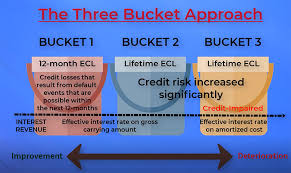 The Three Bucket Approach
BUCKET 1
BUCKET 2
BUCKET 3
12-month ECL
Lifetime ECL
Lifetime ECL
Credit losses that
result from default
events that are
possible within
the next 12-months
Credit risk increased
significantly
Credit-Impaired
INTEREST
REVENUE
Effective interest rate on gross
carrying amount
Effective interest rate
on amortized cost
Improvement
Deterioration